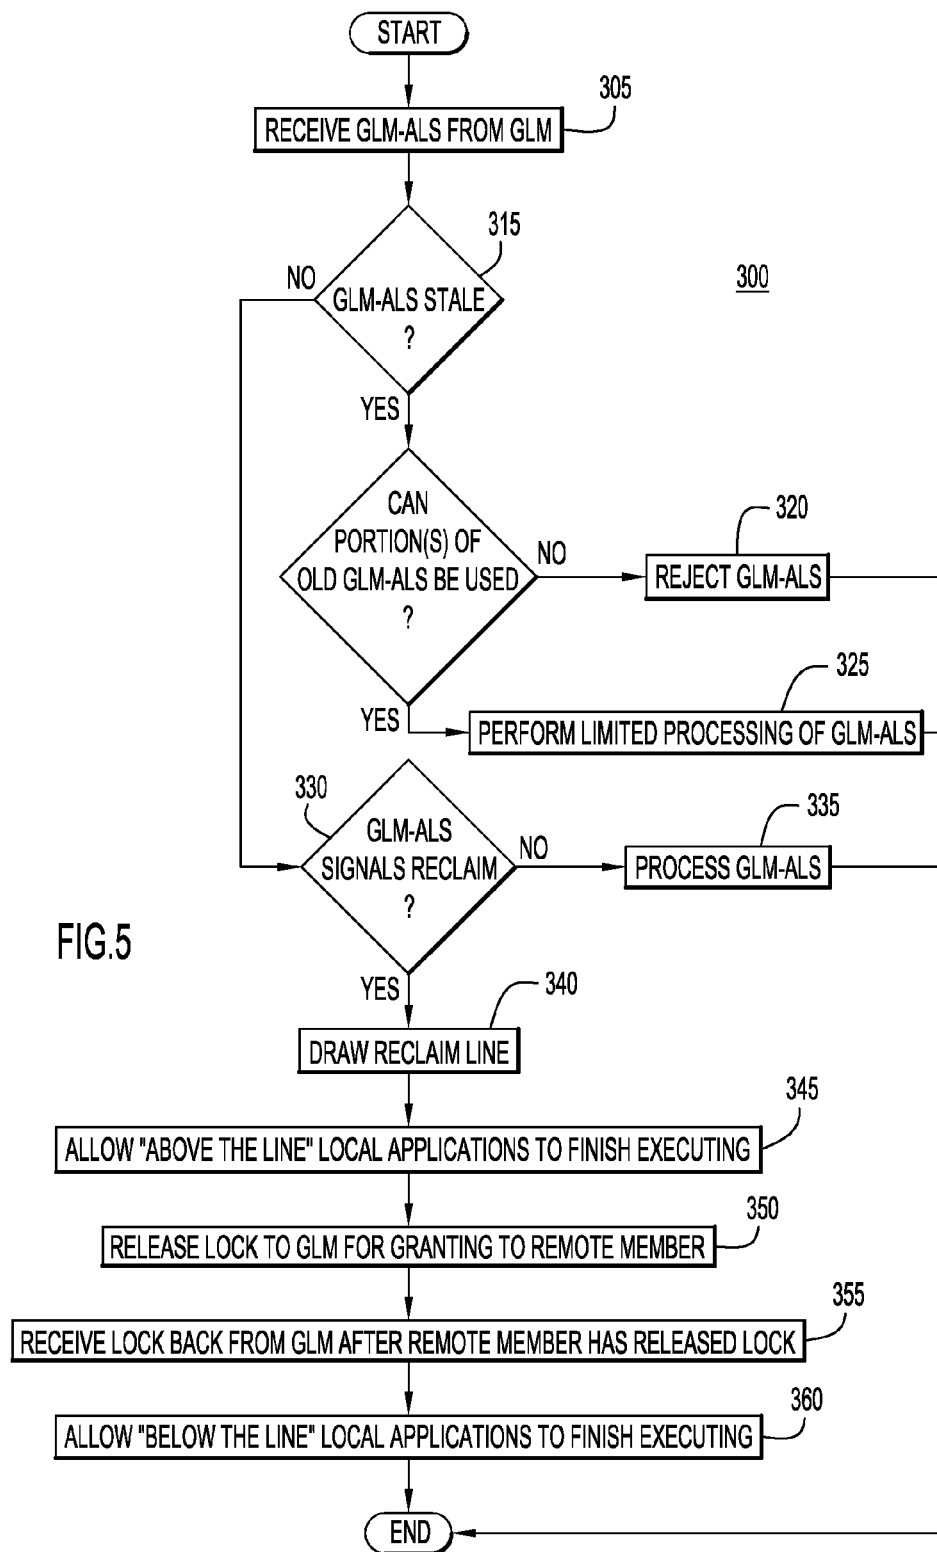 START
305
RECEIVE GLM-ALS FROM GLM
315
NO
GLM-ALS STALE
?
300
YES
CAN
PORTION(S) OF
OLD GLM-ALS BE USED
?
NO
320
REJECT GLM-ALS
325
YES
PERFORM LIMITED PROCESSING OF GLM-ALS
330
GLM-ALS
SIGNALS RECLAIM
?
NO
335
PROCESS GLM-ALS
FIG.5
YES
340
DRAW RECLAIM LINE
345
ALLOW "ABOVE THE LINE" LOCAL APPLICATIONS TO FINISH EXECUTING
350
RELEASE LOCK TO GLM FOR GRANTING TO REMOTE MEMBER
355
RECEIVE LOCK BACK FROM GLM AFTER REMOTE MEMBER HAS RELEASED LOCK
360
ALLOW "BELOW THE LINE" LOCAL APPLICATIONS TO FINISH EXECUTING
END